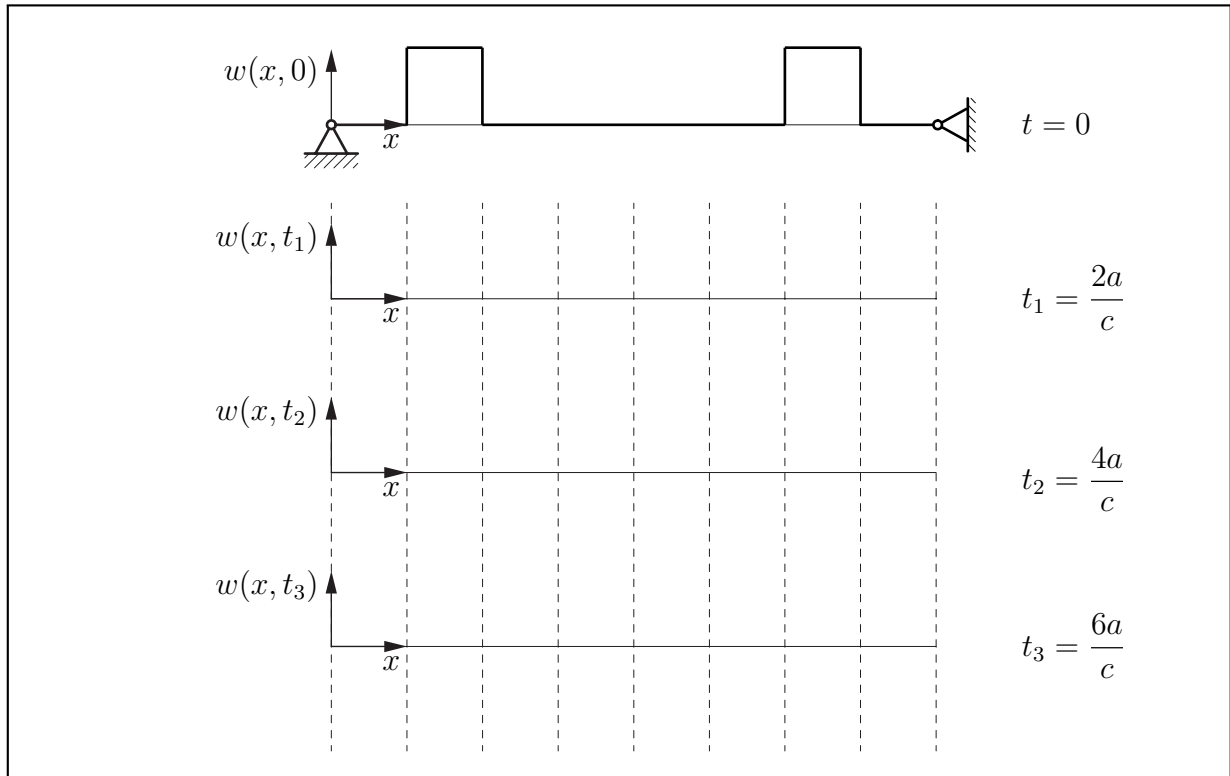 w(x, 0)
x
t = 0
w(x, t₁)
x
t₁ = 2a/c
w(x, t₂)
x
t₂ = 4a/c
w(x, t₃)
x
t₃ = 6a/c